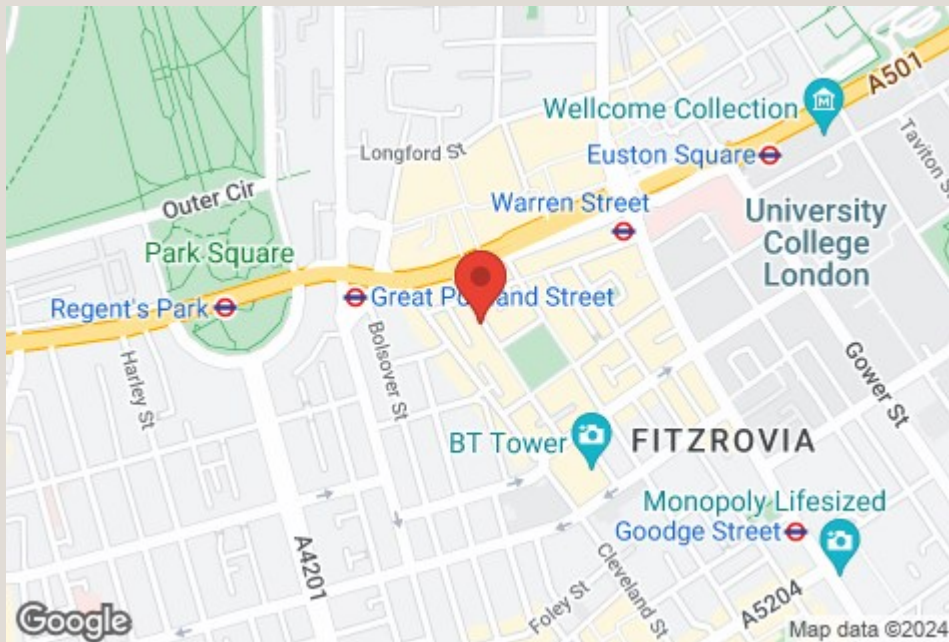 A501
Wellcome Collection
Taviton St
Longford St
Euston Square
Outer Cir
Warren Street
University
College
London
Park Square
Regent's Park
Great Portland Street
Bolsover St
Harley St
Gower St
BT Tower
FITZROVIA
Monopoly Lifesized
Goodge Street
A4201
Cleveland St
Foley St
A5204
Google
Map data ©2024